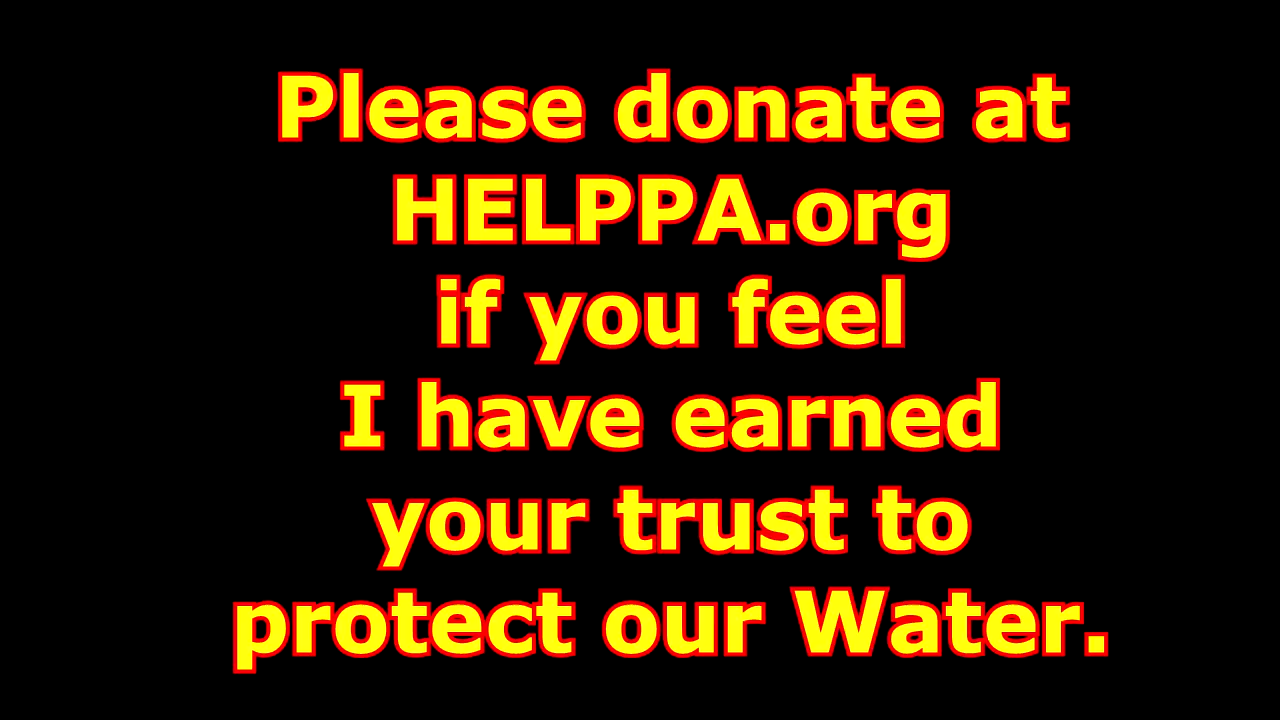 Please donate at
HELPPA.org
if you feel
I have earned
your trust to
protect our Water.